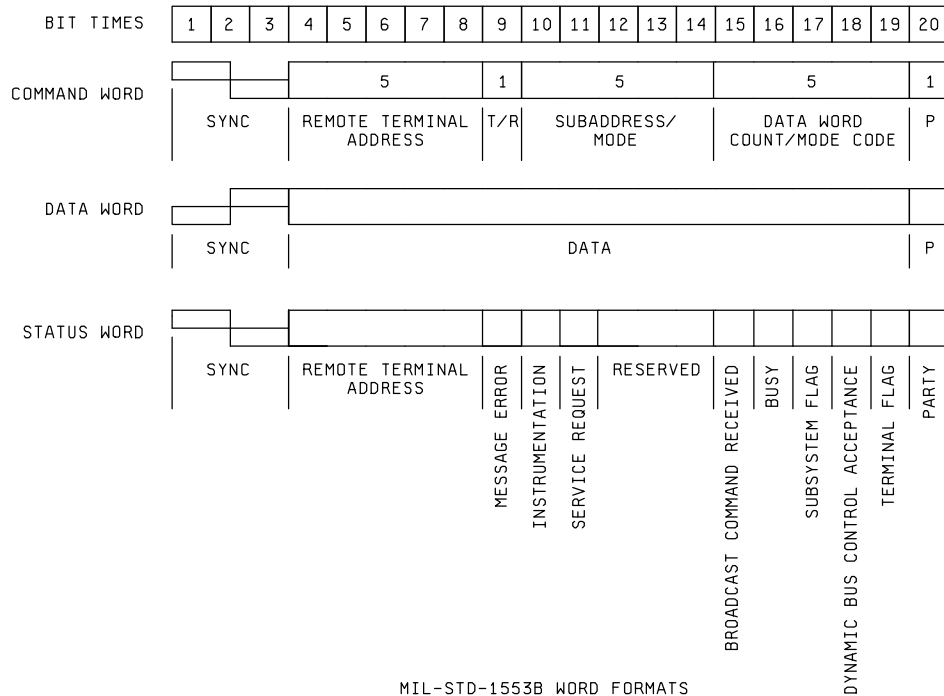 BIT TIMES 1 2 3 4 5 6 7 8 9 10 11 12 13 14 15 16 17 18 19 20
COMMAND WORD 5 1 5 5 1
SYNC REMOTE TERMINAL ADDRESS T/R SUBADDRESS/ MODE DATA WORD COUNT/MODE CODE P
DATA WORD
SYNC DATA P
STATUS WORD
SYNC REMOTE TERMINAL ADDRESS MESSAGE ERROR INSTRUMENTATION SERVICE REQUEST RESERVED BROADCAST COMMAND RECEIVED BUSY SUBSYSTEM FLAG DYNAMIC BUS CONTROL ACCEPTANCE TERMINAL FLAG PARTY
MIL-STD-1553B WORD FORMATS